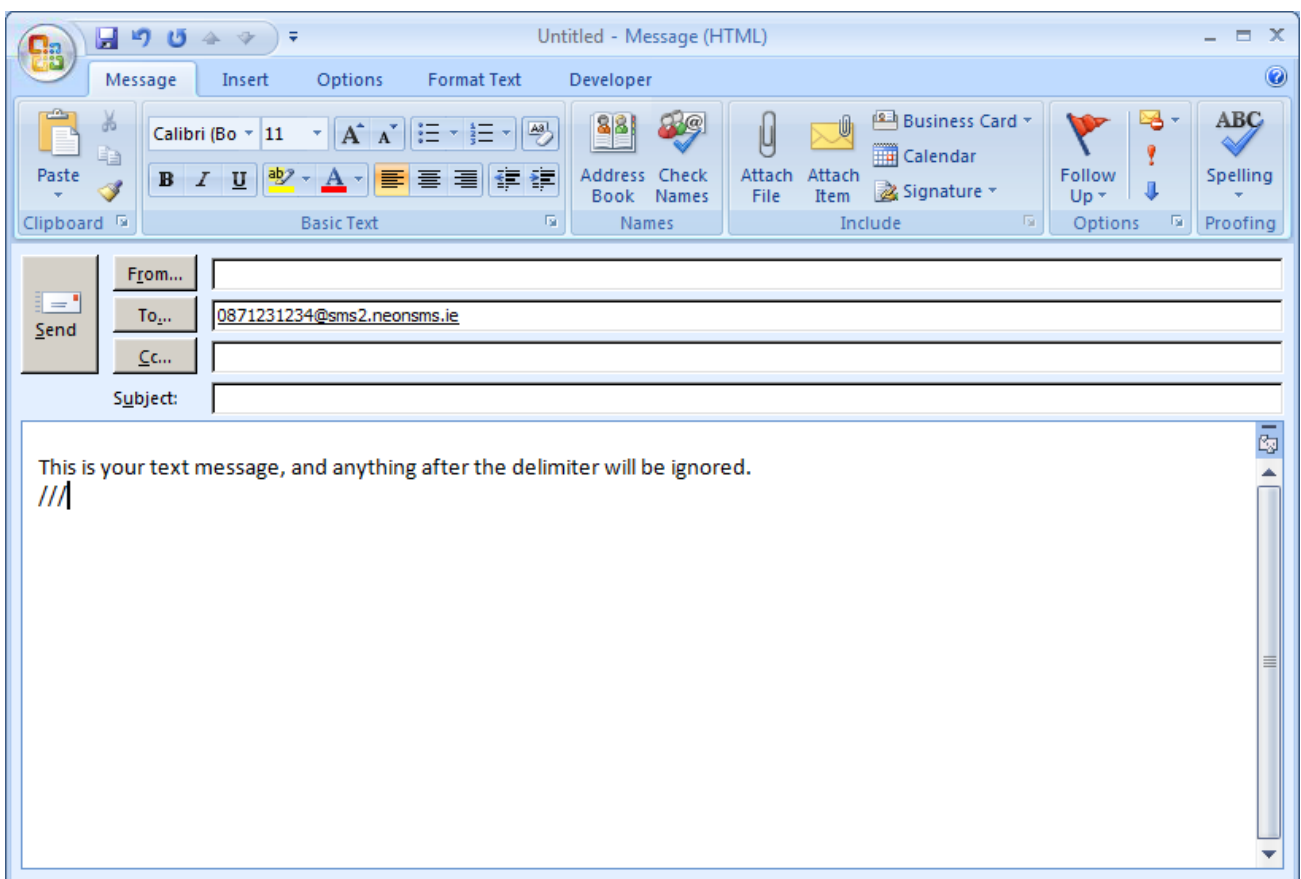 Untitled - Message (HTML)
Message Insert Options Format Text Developer
Paste
Calibri (Bo 11
A A
B I U ab A
Address Book
Check Names
Attach File
Attach Item
Business Card
Calendar
Signature
Follow Up
ABC
Spelling
Clipboard Basic Text Names Include Options Proofing
Send
From...
To... 0871231234@sms2.neonsms.ie
Cc...
Subject:
This is your text message, and anything after the delimiter will be ignored.
///